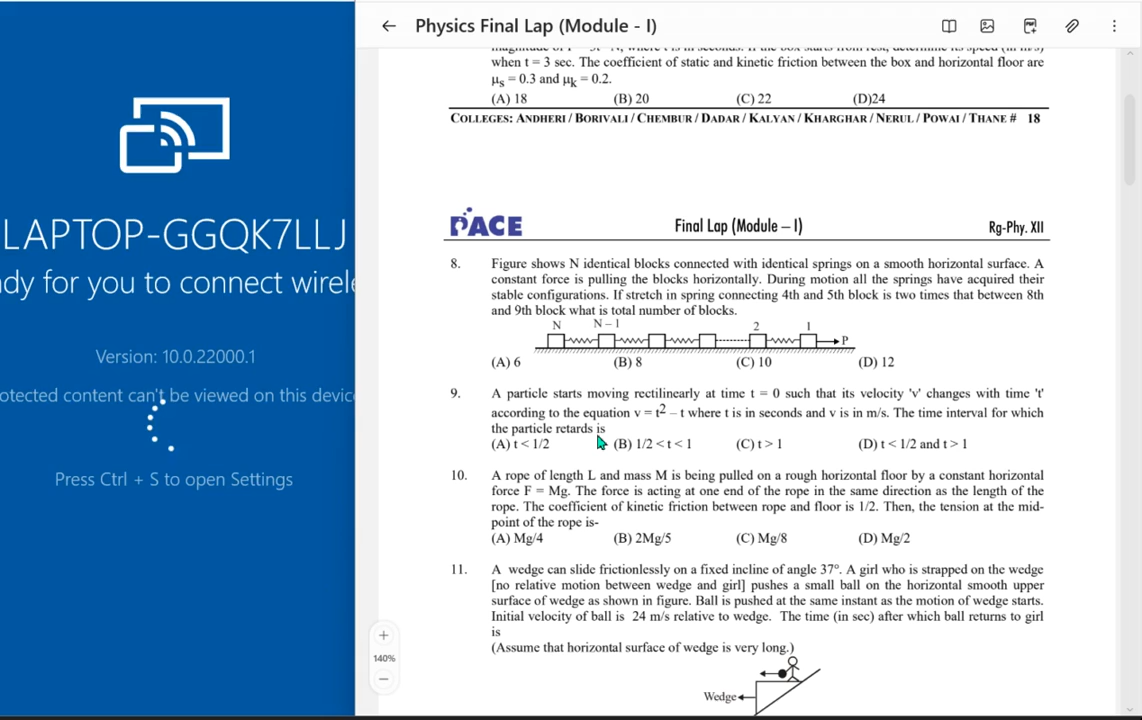 LAPTOP-GGQK7LLJ
dy for you to connect wirel
Version: 10.0.22000.1
otected content can't be viewed on this devic
Press Ctrl + S to open Settings
Physics Final Lap (Module - I)
when t = 3 sec. The coefficient of static and kinetic friction between the box and horizontal floor are
μs = 0.3 and μk = 0.2.
(A) 18 (B) 20 (C) 22 (D)24
COLLEGES: ANDHERI / BORIVALI / CHEMBUR / DADAR / KALYAN / KHARGHAR / NERUL / POWAI / THANE # 18
PACE Final Lap (Module – I) Rg-Phy. XII
8. Figure shows N identical blocks connected with identical springs on a smooth horizontal surface. A
constant force is pulling the blocks horizontally. During motion all the springs have acquired their
stable configurations. If stretch in spring connecting 4th and 5th block is two times that between 8th
and 9th block what is total number of blocks.
N N – 1 2 1
P
(A) 6 (B) 8 (C) 10 (D) 12
9. A particle starts moving rectilinearly at time t = 0 such that its velocity 'v' changes with time 't'
according to the equation v = t² – t where t is in seconds and v is in m/s. The time interval for which
the particle retards is
(A) t < 1/2 (B) 1/2 < t < 1 (C) t > 1 (D) t < 1/2 and t > 1
10. A rope of length L and mass M is being pulled on a rough horizontal floor by a constant horizontal
force F = Mg. The force is acting at one end of the rope in the same direction as the length of the
rope. The coefficient of kinetic friction between rope and floor is 1/2. Then, the tension at the mid-
point of the rope is-
(A) Mg/4 (B) 2Mg/5 (C) Mg/8 (D) Mg/2
11. A wedge can slide frictionlessly on a fixed incline of angle 37°. A girl who is strapped on the wedge
[no relative motion between wedge and girl] pushes a small ball on the horizontal smooth upper
surface of wedge as shown in figure. Ball is pushed at the same instant as the motion of wedge starts.
Initial velocity of ball is 24 m/s relative to wedge. The time (in sec) after which ball returns to girl
is
(Assume that horizontal surface of wedge is very long.)
Wedge
140%